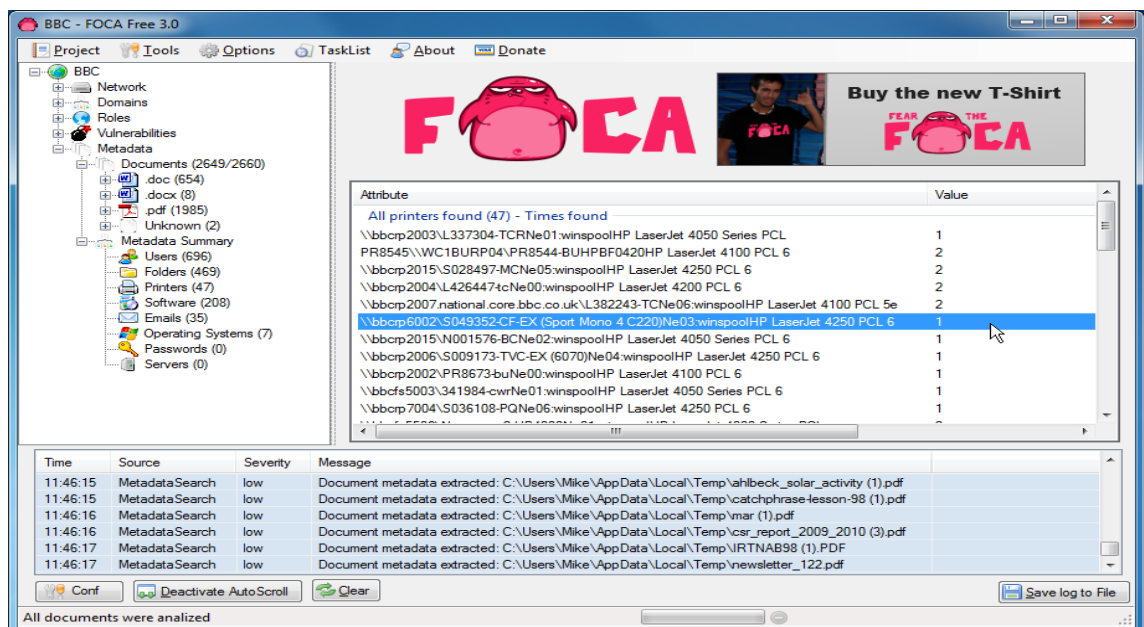 BBC - FOCA Free 3.0
Project Tools Options TaskList About Donate
BBC
Network
Domains
Roles
Vulnerabilities
Metadata
Documents (2649/2660)
.doc (654)
.docx (8)
.pdf (1985)
Unknown (2)
Metadata Summary
Users (696)
Folders (469)
Printers (47)
Software (208)
Emails (35)
Operating Systems (7)
Passwords (0)
Servers (0)
FOCA
FOCA
Buy the new T-Shirt
FEAR THE
FOCA
Attribute Value
All printers found (47) - Times found
\\bbcrp2003\L337304-TCRNe01:winspoolHP LaserJet 4050 Series PCL 1
PR8545\\WC1BURP04\PR8544-BUHPBF0420HP LaserJet 4100 PCL 6 2
\\bbcrp2015\S028497-MCNe05:winspoolHP LaserJet 4250 PCL 6 2
\\bbcrp2004\L426447-tcNe00:winspoolHP LaserJet 4200 PCL 6 2
\\bbcrp2007.national.core.bbc.co.uk\L382243-TCNe06:winspoolHP LaserJet 4100 PCL 5e 2
\\bbcrp6002\S049352-CF-EX (Sport Mono 4 C220)Ne03:winspoolHP LaserJet 4250 PCL 6 1
\\bbcrp2015\N001576-BCNe02:winspoolHP LaserJet 4050 Series PCL 6 1
\\bbcrp2006\S009173-TVC-EX (6070)Ne04:winspoolHP LaserJet 4250 PCL 6 1
\\bbcrp2002\PR8673-buNe00:winspoolHP LaserJet 4100 PCL 6 1
\\bbcfs5003\341984-cwrNe01:winspoolHP LaserJet 4050 Series PCL 6 1
\\bbcrp7004\S036108-PQNe06:winspoolHP LaserJet 4250 PCL 6 1
Time Source Severity Message
11:46:15 MetadataSearch low Document metadata extracted: C:\Users\Mike\AppData\Local\Temp\ahlbeck_solar_activity (1).pdf
11:46:15 MetadataSearch low Document metadata extracted: C:\Users\Mike\AppData\Local\Temp\catchphrase-lesson-98 (1).pdf
11:46:16 MetadataSearch low Document metadata extracted: C:\Users\Mike\AppData\Local\Temp\mar (1).pdf
11:46:16 MetadataSearch low Document metadata extracted: C:\Users\Mike\AppData\Local\Temp\csr_report_2009_2010 (3).pdf
11:46:17 MetadataSearch low Document metadata extracted: C:\Users\Mike\AppData\Local\Temp\IRTNAB98 (1).PDF
11:46:17 MetadataSearch low Document metadata extracted: C:\Users\Mike\AppData\Local\Temp\newsletter_122.pdf
Conf Deactivate AutoScroll Clear Save log to File
All documents were analized